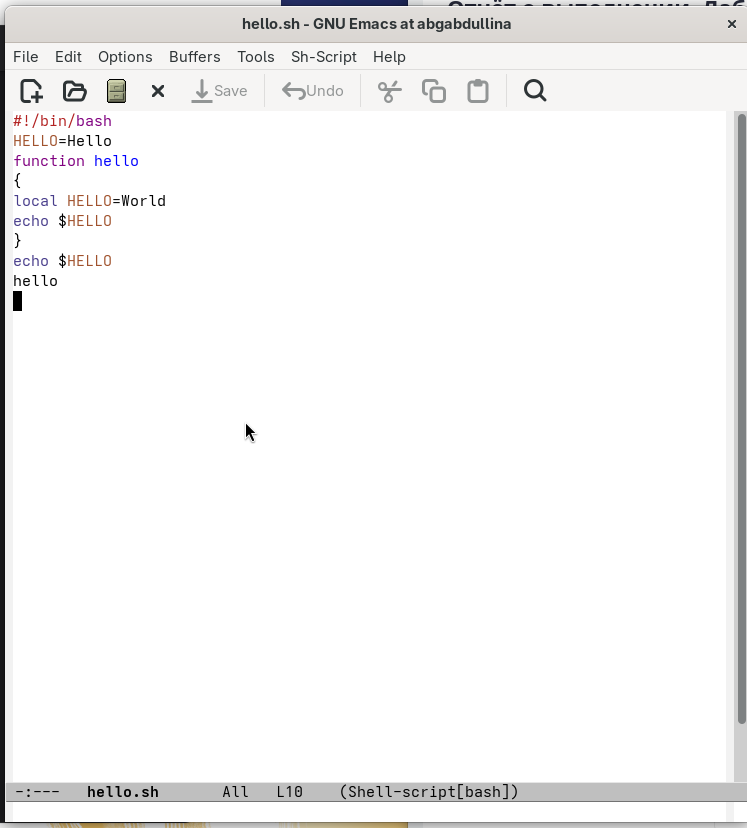 hello.sh - GNU Emacs at abgabdullina
File Edit Options Buffers Tools Sh-Script Help
Save Undo
#!/bin/bash
HELLO=Hello
function hello
{
local HELLO=World
echo $HELLO
}
echo $HELLO
hello
-:--- hello.sh All L10 (Shell-script[bash])